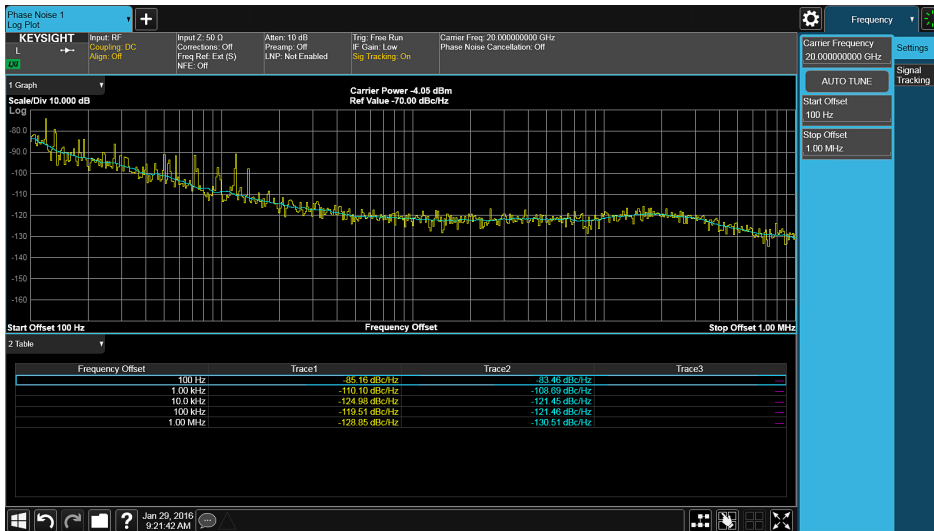 Phase Noise 1
Log Plot
Frequency
KEYSIGHT
L
LXI
Input: RF
Coupling: DC
Align: Off
Input Z: 50 Ω
Corrections: Off
Freq Ref: Ext (S)
NFE: Off
Atten: 10 dB
Preamp: Off
LNP: Not Enabled
Trig: Free Run
IF Gain: Low
Sig Tracking: On
Carrier Freq: 20.000000000 GHz
Phase Noise Cancellation: Off
Carrier Frequency
20.000000000 GHz
AUTO TUNE
Start Offset
100 Hz
Stop Offset
1.00 MHz
Settings
Signal
Tracking
1 Graph
Scale/Div 10.000 dB
Carrier Power -4.05 dBm
Ref Value -70.00 dBc/Hz
Log
-80.0
-90.0
-100
-110
-120
-130
-140
-150
-160
Start Offset 100 Hz
Frequency Offset
Stop Offset 1.00 MHz
2 Table
Frequency Offset Trace1 Trace2 Trace3
100 Hz -85.16 dBc/Hz -83.46 dBc/Hz ---
1.00 kHz -110.10 dBc/Hz -108.69 dBc/Hz ---
10.0 kHz -124.98 dBc/Hz -121.45 dBc/Hz ---
100 kHz -119.51 dBc/Hz -121.46 dBc/Hz ---
1.00 MHz -128.85 dBc/Hz -130.51 dBc/Hz ---
?
Jan 29, 2016
9:21:42 AM